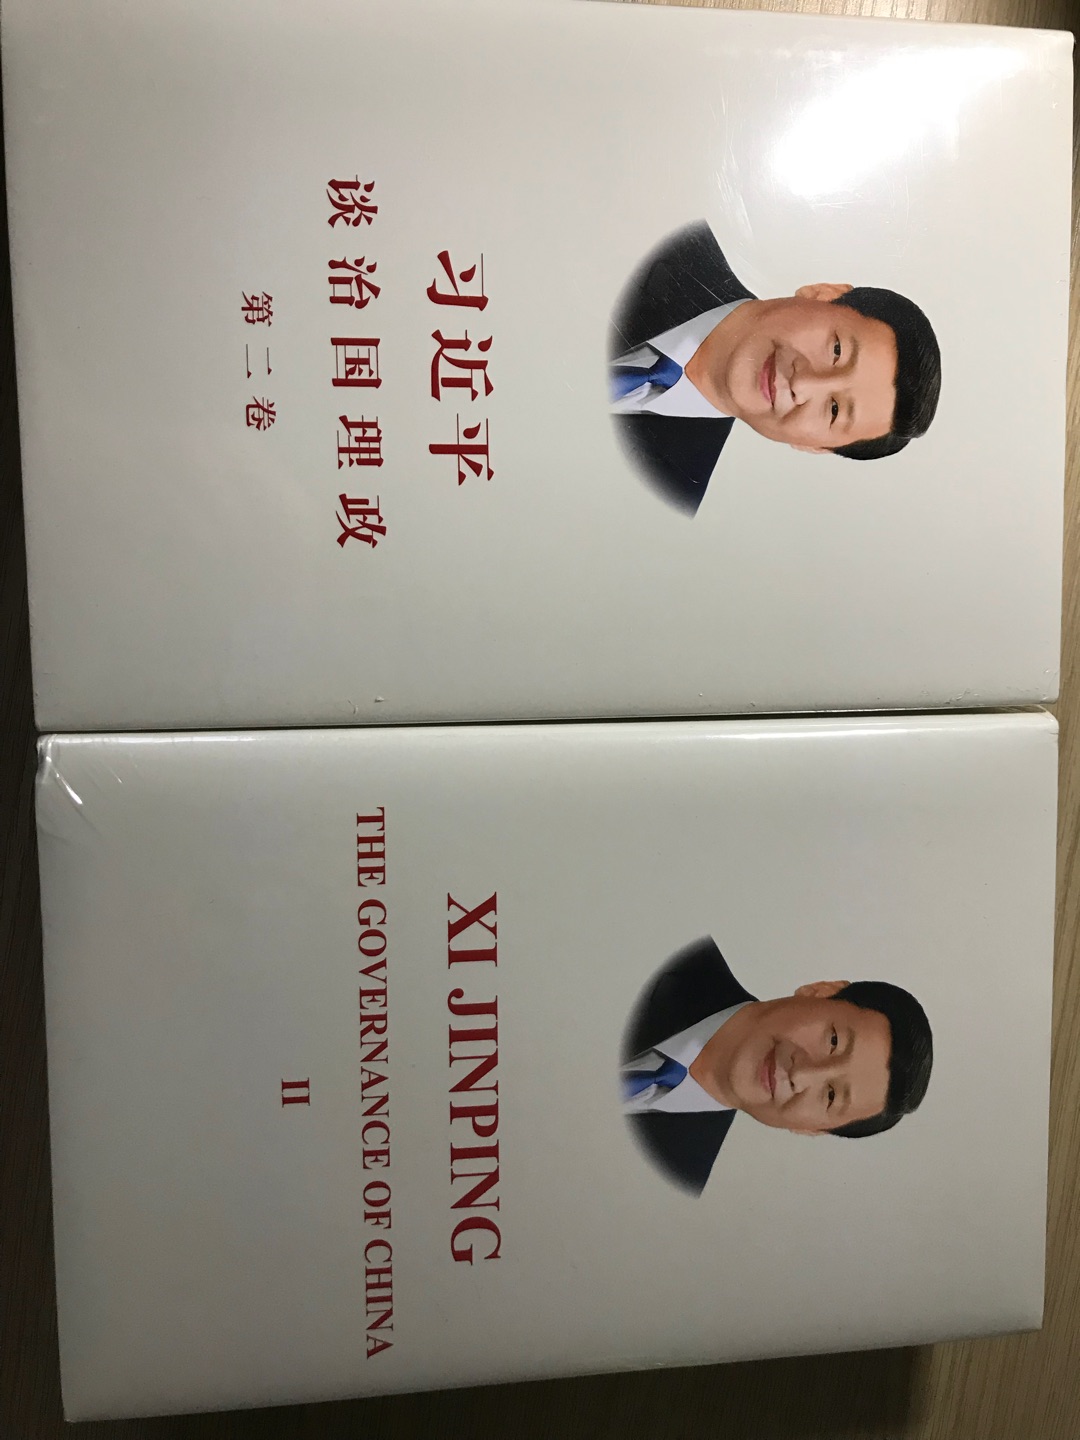 习近平
谈治国理政
第二卷
XI JINPING
THE GOVERNANCE OF CHINA
II